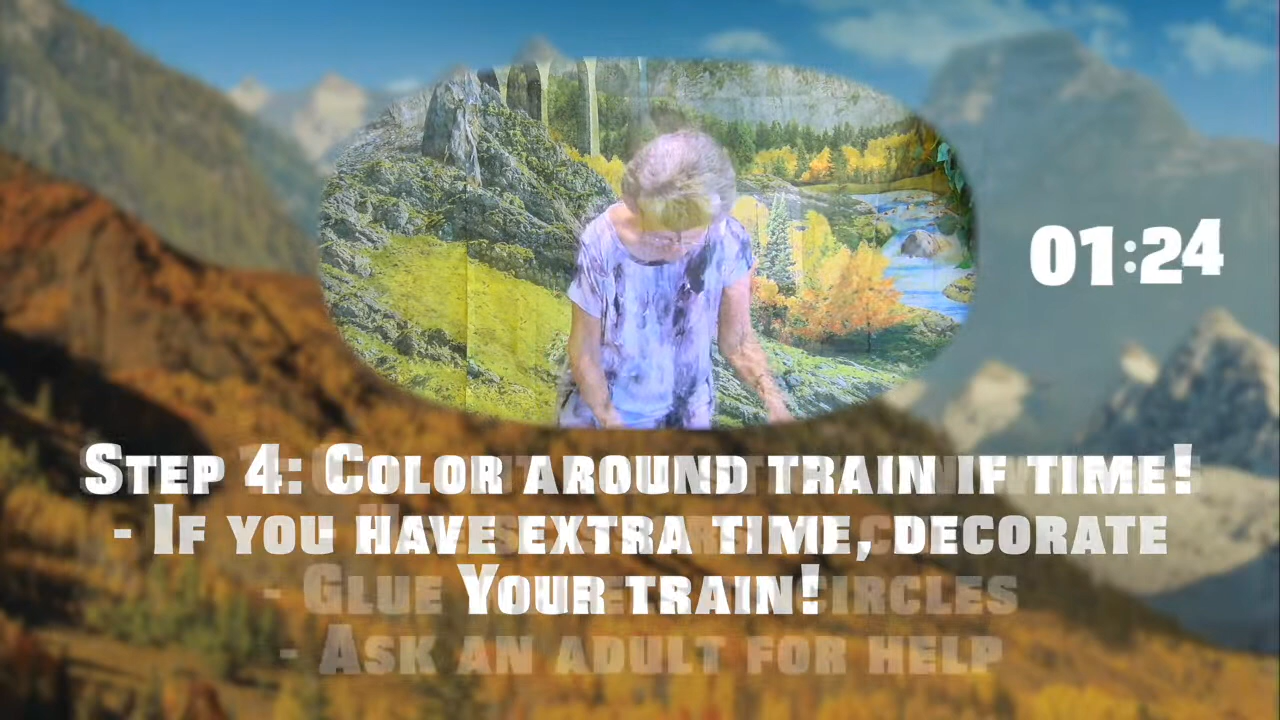 01:24
Step 4: Color around train if time!
- If you have extra time, decorate
Your train!
- Glue circles
- Ask an adult for help